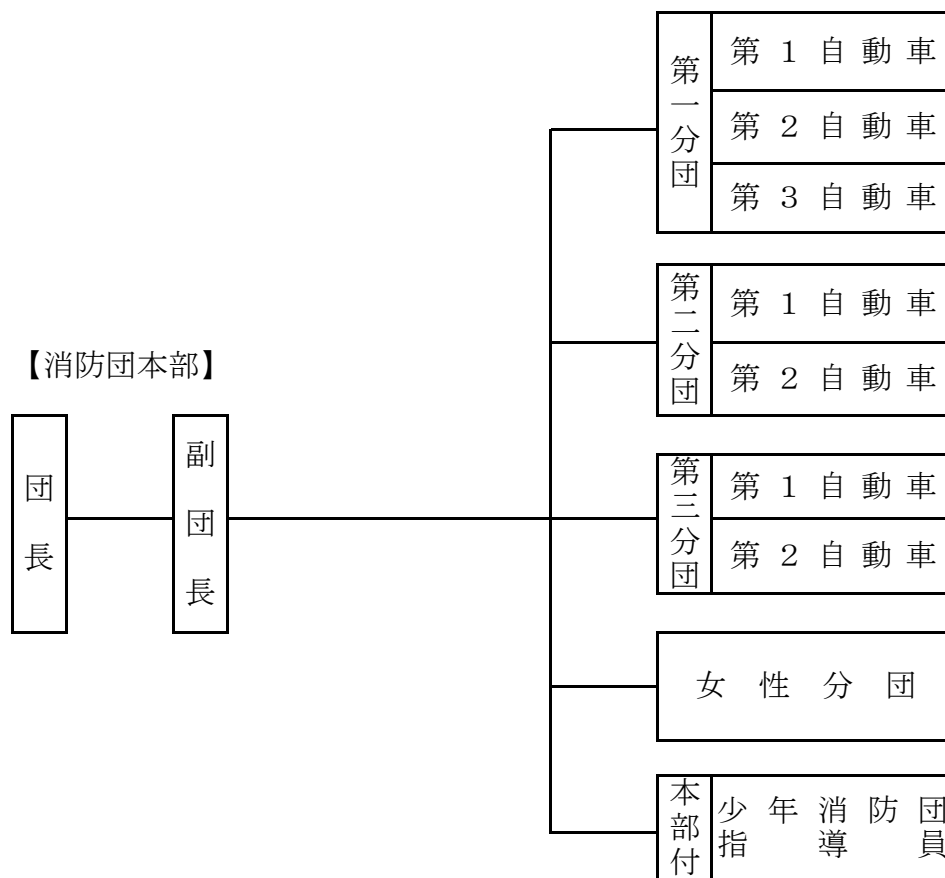 【消防団本部】
団長
副団長
第一分団
第1自動車
第2自動車
第3自動車
第二分団
第1自動車
第2自動車
第三分団
第1自動車
第2自動車
女性分団
本部付
少年消防団
指導員